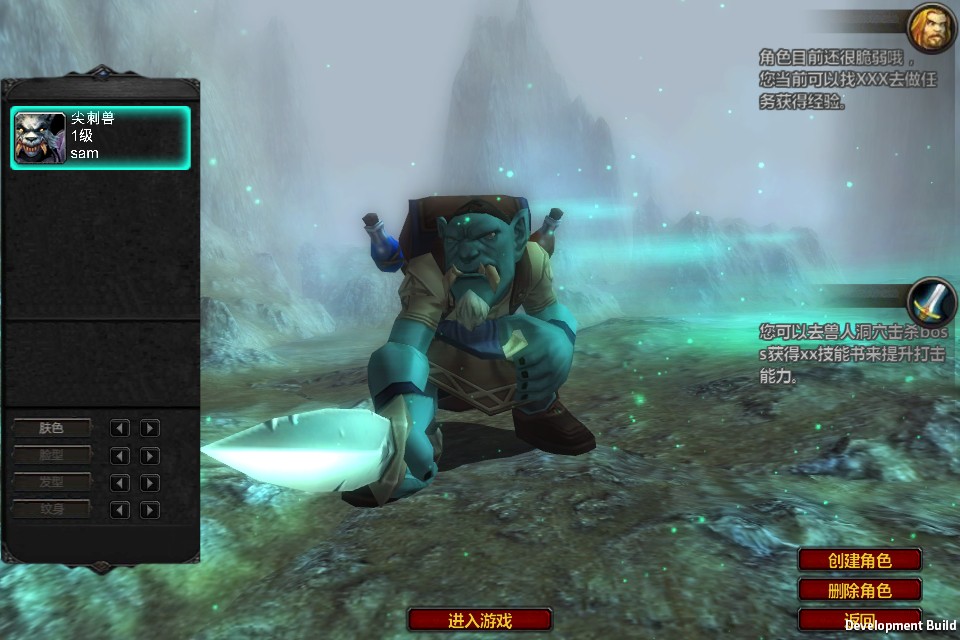 尖刺兽
1级
sam
角色目前还很脆弱哦，
您当前可以找XXX去做任
务获得经验。
您可以去兽人洞穴击杀bos
s获得xx技能书来提升打击
能力。
肤色
脸型
发型
纹身
创建角色
删除角色
返回
进入游戏
Development Build